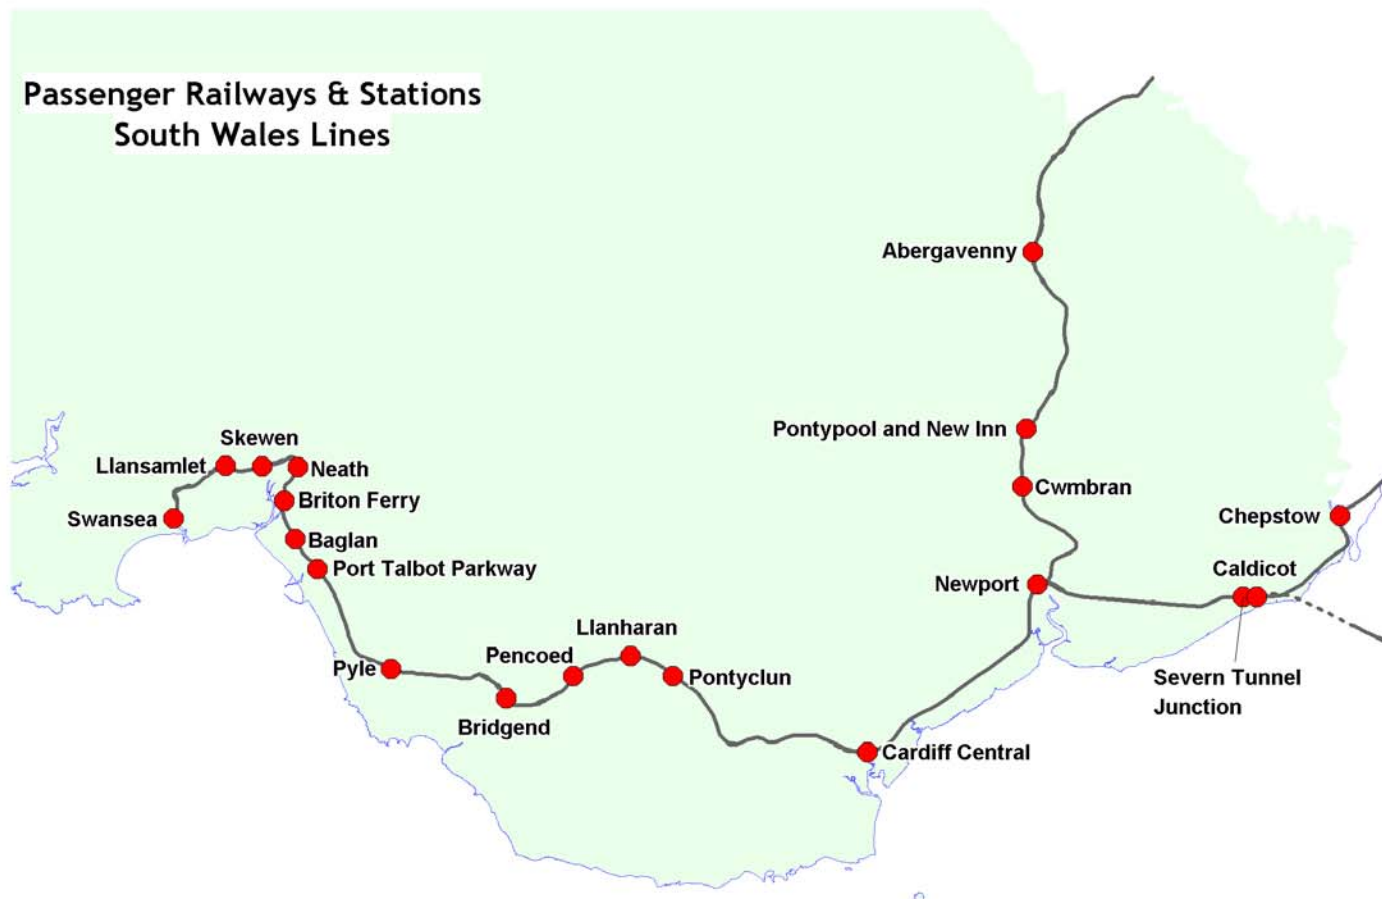 Passenger Railways & Stations
South Wales Lines
Abergavenny
Pontypool and New Inn
Skewen
Llansamlet
Neath
Cwmbran
Briton Ferry
Swansea
Chepstow
Baglan
Port Talbot Parkway
Caldicot
Newport
Llanharan
Pencoed
Pyle
Pontyclun
Severn Tunnel
Junction
Bridgend
Cardiff Central